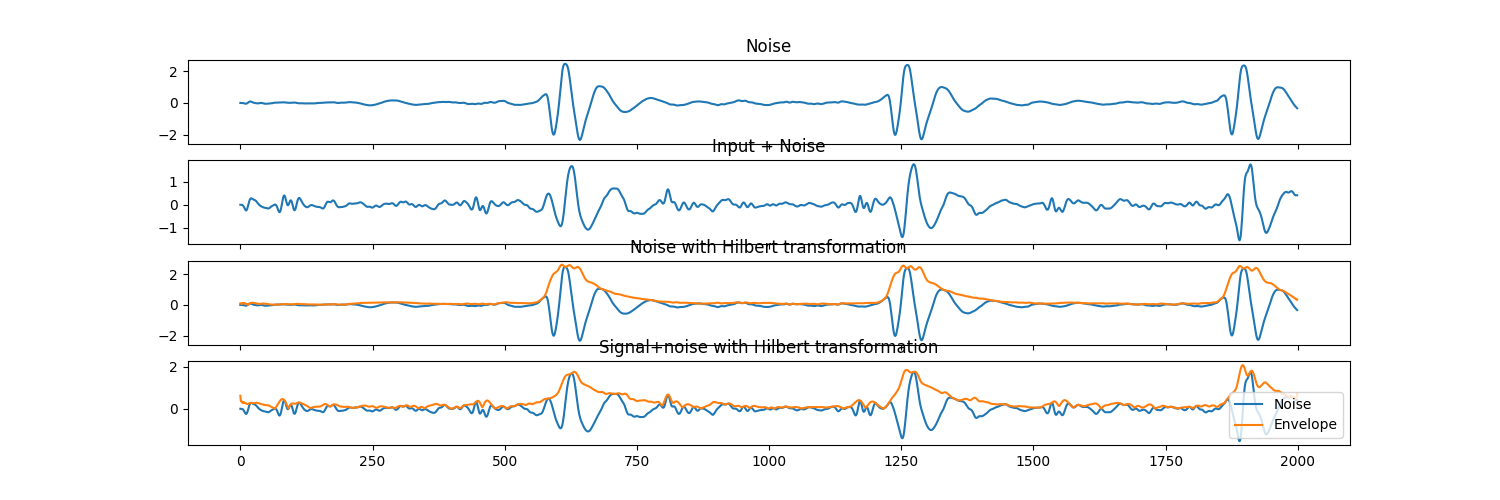 Noise
2
0
−2
Input + Noise
1
0
−1
Noise with Hilbert transformation
2
0
−2
Signal+noise with Hilbert transformation
2
0
Noise
Envelope
0 250 500 750 1000 1250 1500 1750 2000